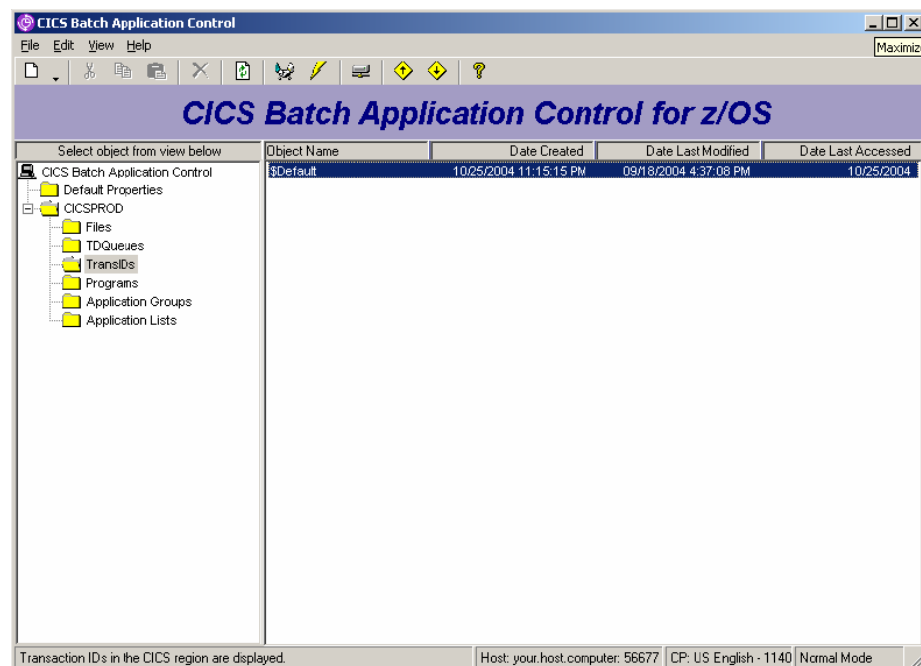 CICS Batch Application Control
File Edit View Help
Maximize
CICS Batch Application Control for z/OS
Select object from view below
Object Name Date Created Date Last Modified Date Last Accessed
CICS Batch Application Control
$Default 10/25/2004 11:15:15 PM 09/18/2004 4:37:08 PM 10/25/2004
Default Properties
CICSPROD
Files
TDQueues
TransIDs
Programs
Application Groups
Application Lists
Transaction IDs in the CICS region are displayed. Host: your.host.computer: 56677 CP: US English - 1140 Normal Mode